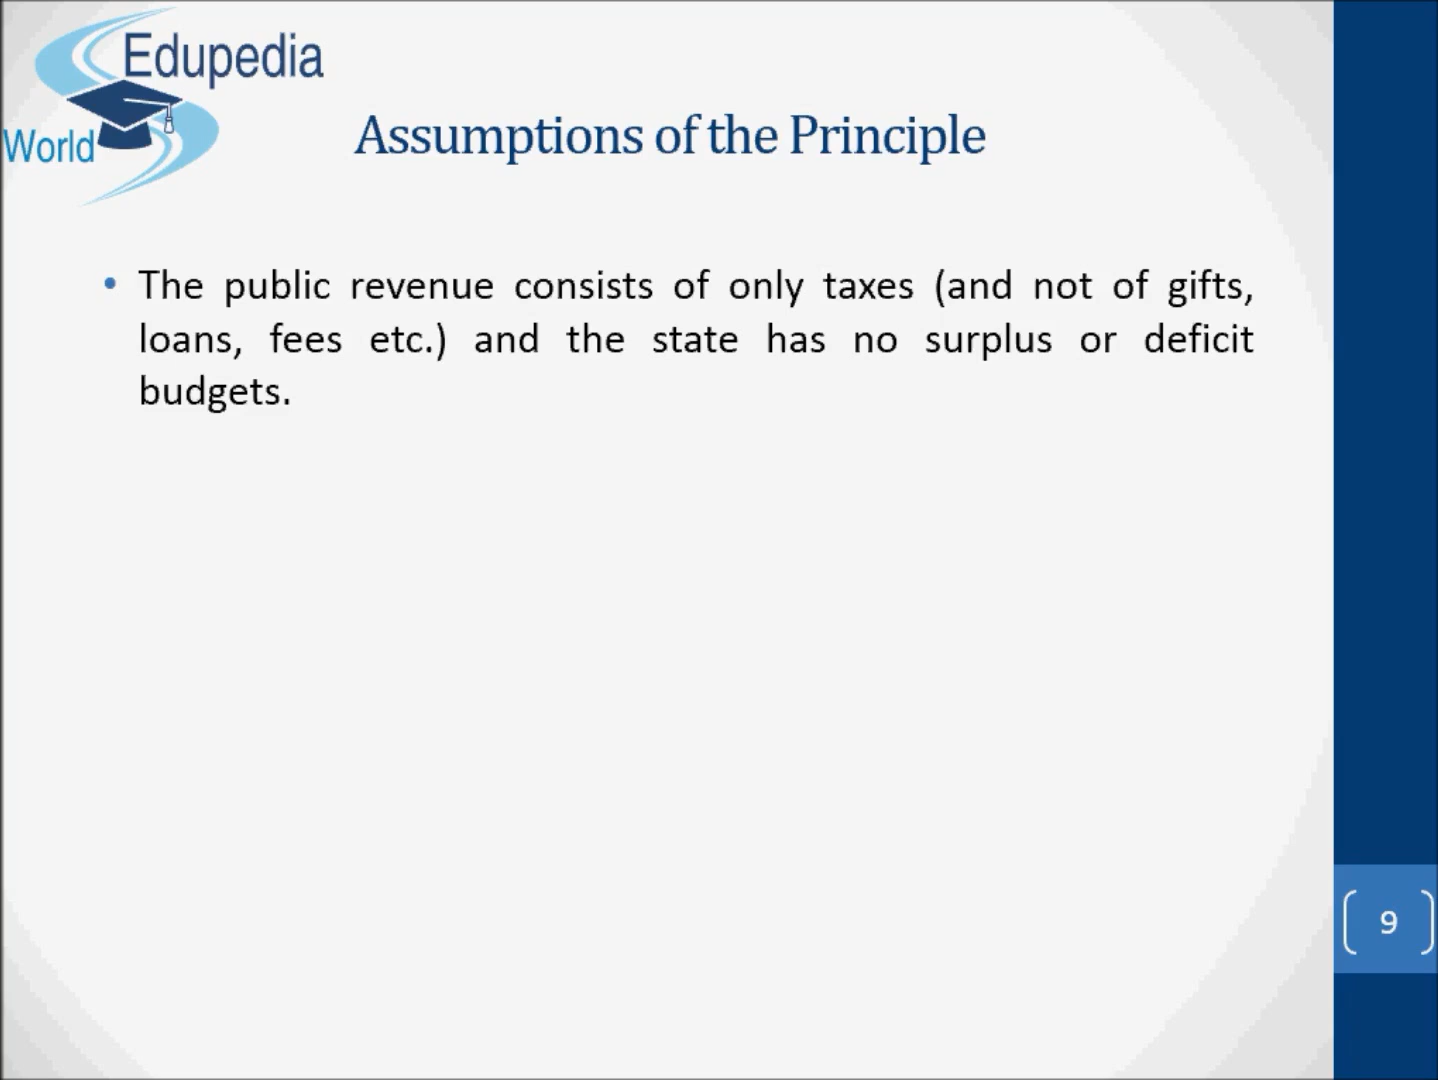 Edupedia
World
Assumptions of the Principle
• The public revenue consists of only taxes (and not of gifts,
loans, fees etc.) and the state has no surplus or deficit
budgets.
9